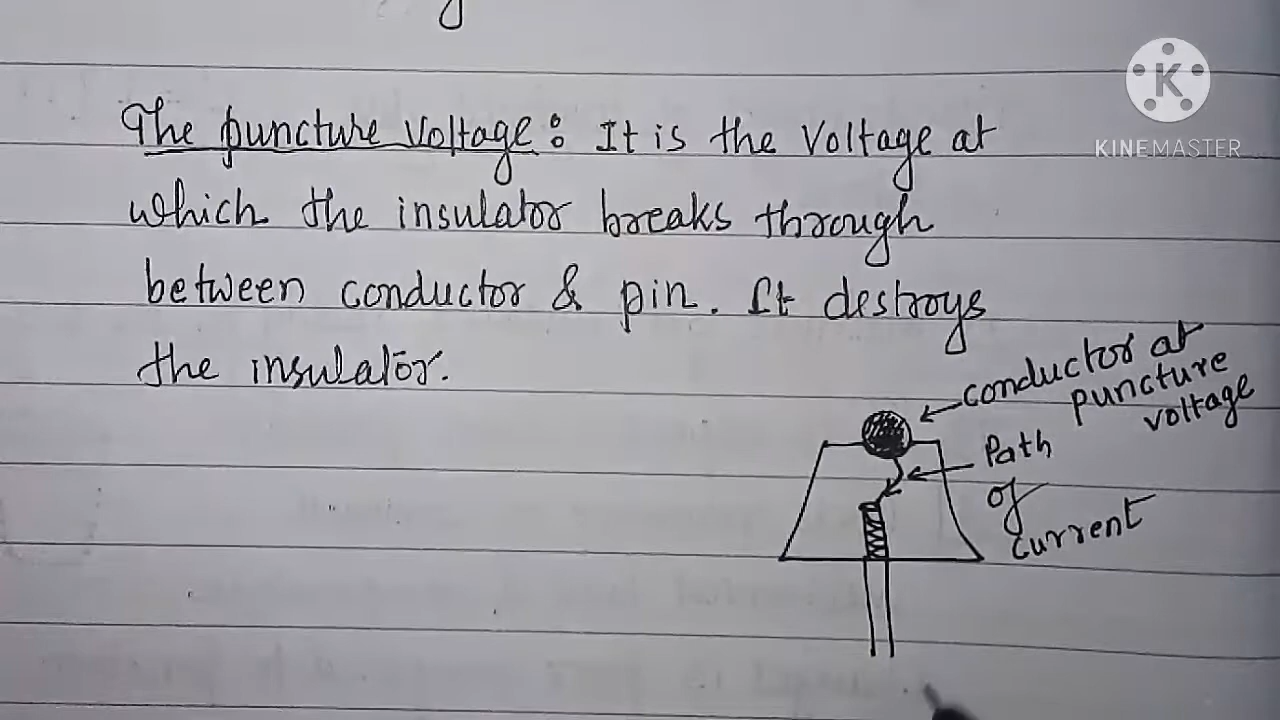 K
KINEMASTER
The puncture voltage : It is the voltage at
which the insulator breaks through
between conductor & pin. It destroys
the insulator.
conductor at
puncture
voltage
Path
of
current